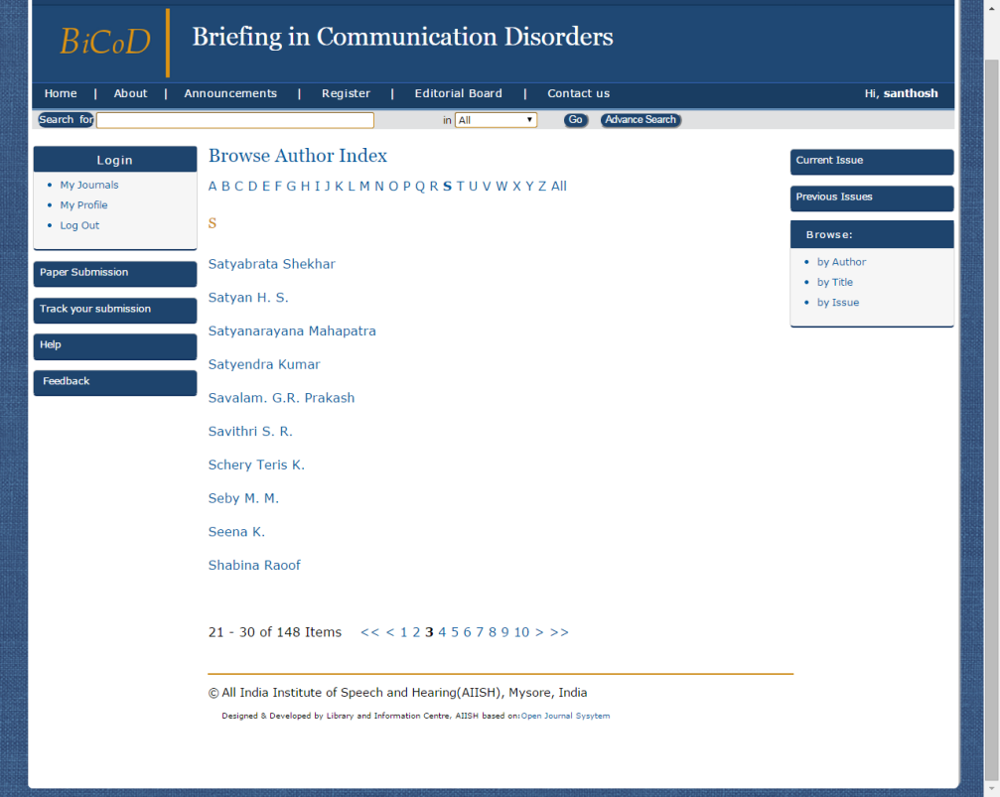 BiCoD
Briefing in Communication Disorders
Home | About | Announcements | Register | Editorial Board | Contact us
Hi, santhosh
Search for in All Go Advance Search
Login
My Journals
My Profile
Log Out
Paper Submission
Track your submission
Help
Feedback
Browse Author Index
A B C D E F G H I J K L M N O P Q R S T U V W X Y Z All
S
Satyabrata Shekhar
Satyan H. S.
Satyanarayana Mahapatra
Satyendra Kumar
Savalam. G.R. Prakash
Savithri S. R.
Schery Teris K.
Seby M. M.
Seena K.
Shabina Raoof
21 - 30 of 148 Items << < 1 2 3 4 5 6 7 8 9 10 > >>
Current Issue
Previous Issues
Browse:
by Author
by Title
by Issue
© All India Institute of Speech and Hearing(AIISH), Mysore, India
Designed & Developed by Library and Information Centre, AIISH based on:Open Journal Sysytem